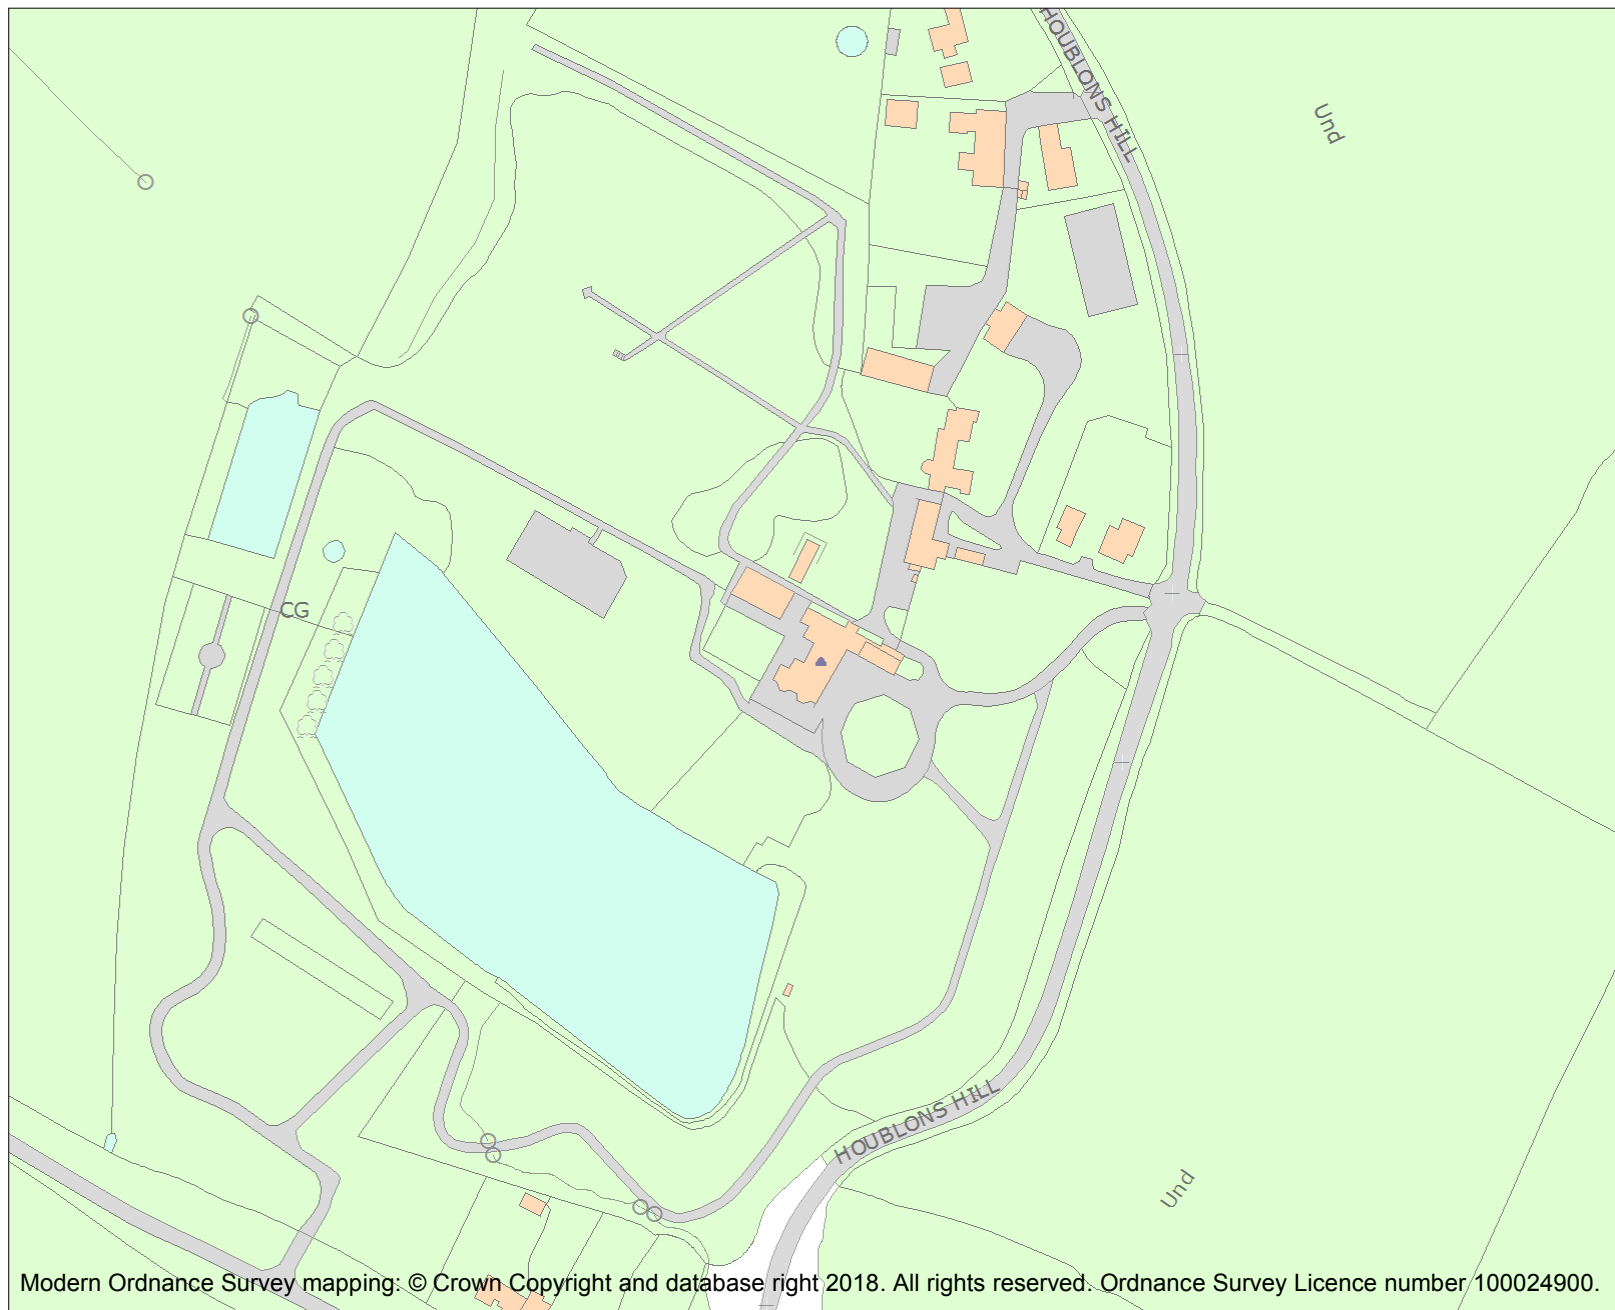 HOUBLONS HILL
Und
CG
HOUBLONS HILL
Und
Modern Ordnance Survey mapping: © Crown Copyright and database right 2018. All rights reserved. Ordnance Survey Licence number 100024900.